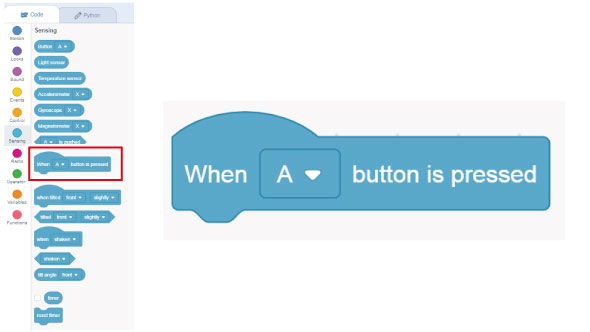 Code
Python
Sensing
Motion
Looks
Sound
Events
Control
Sensing
Radio
Operators
Variables
Functions
Button A
Light sensor
Temperature sensor
Accelerometer X
Gyroscope X
Magnetometer X
A is pushed
When A button is pressed
when tilted front slightly
tilted front slightly
when shaken
shaken
tilt angle front
timer
reset timer
When A button is pressed